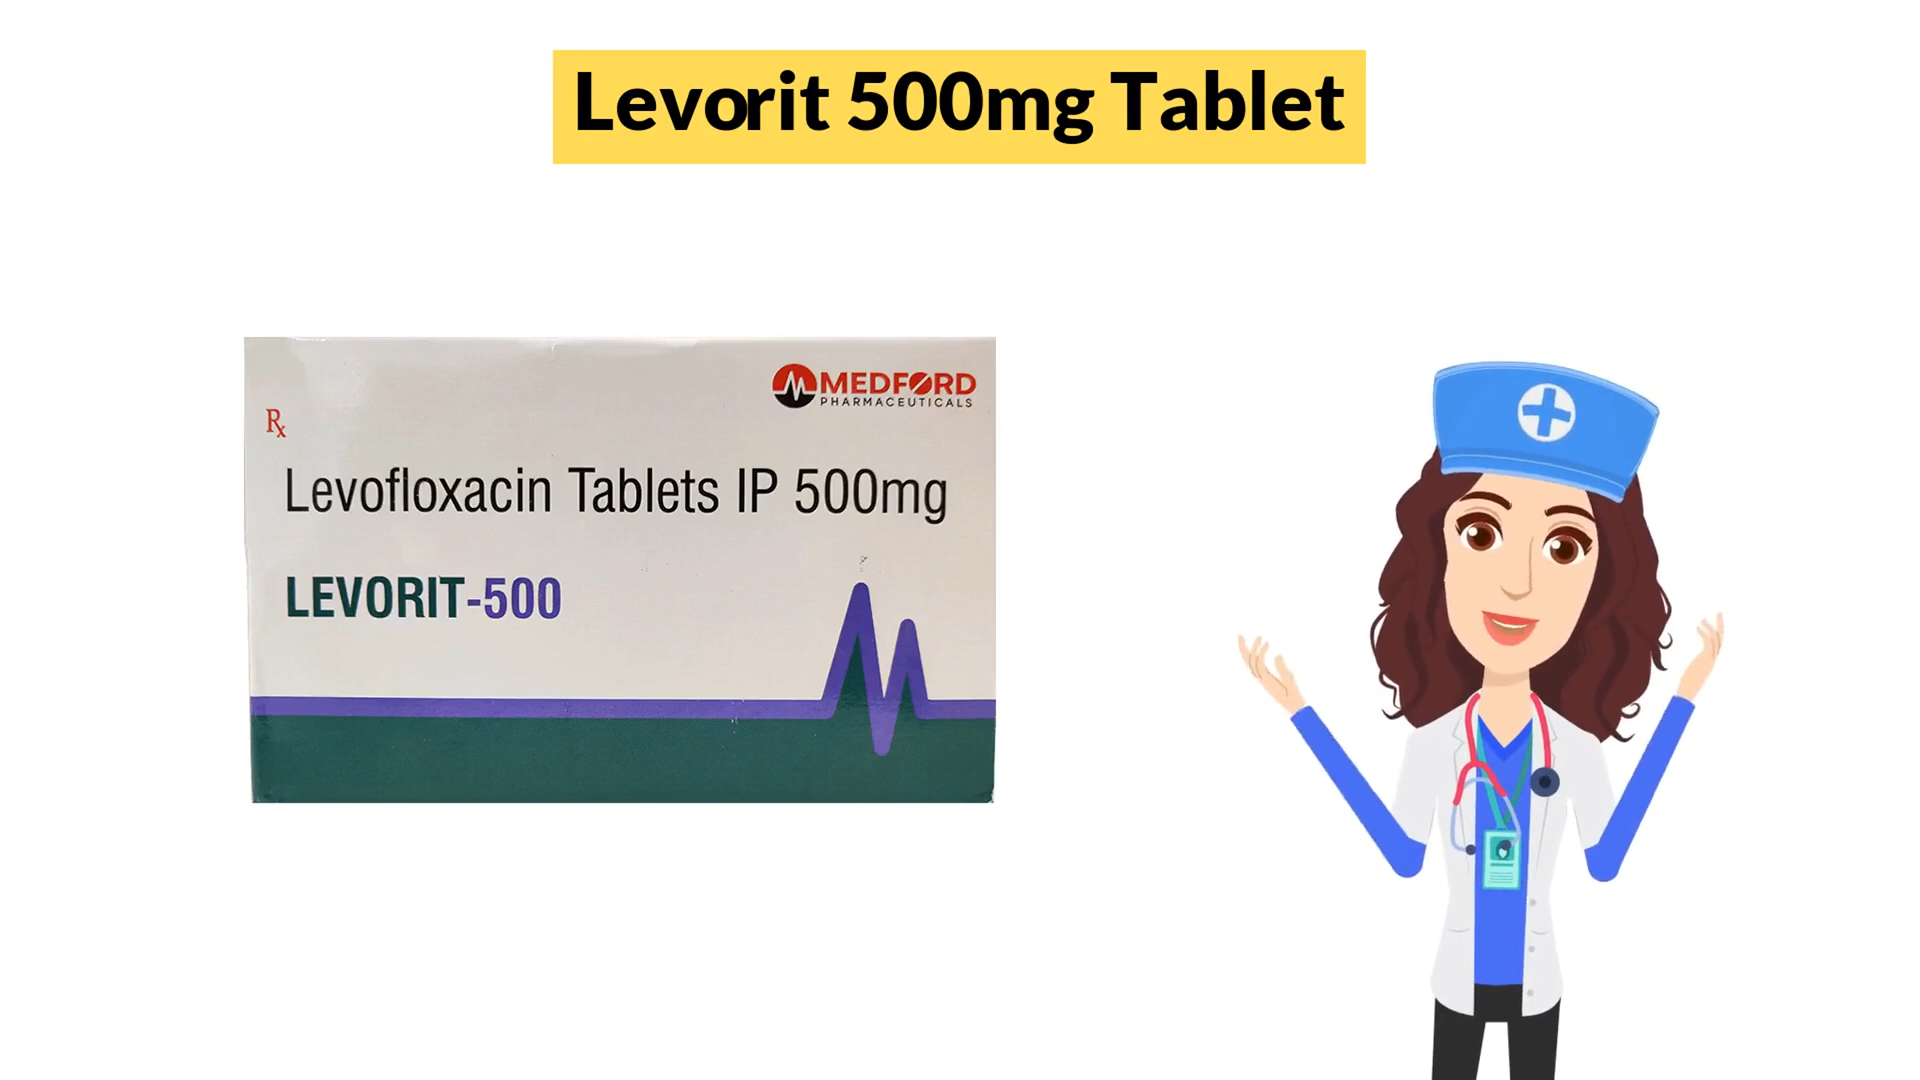 Levorit 500mg Tablet
MEDFORD
PHARMACEUTICALS
Rx
Levofloxacin Tablets IP 500mg
LEVORIT-500